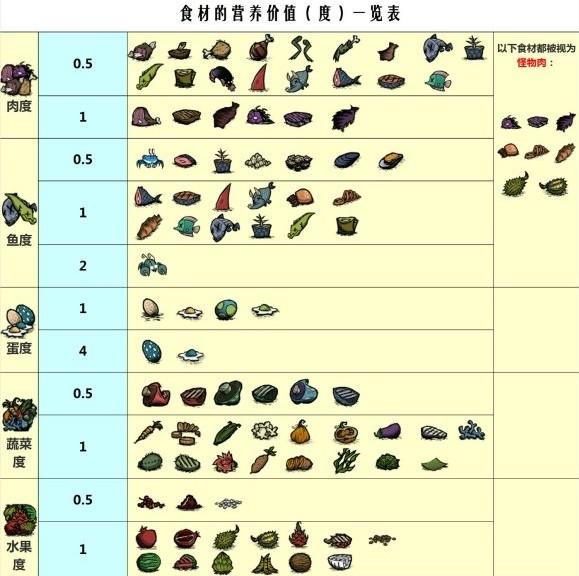 食材的营养价值（度）一览表
以下食材都被视为
怪物肉：
肉度
0.5
1
鱼度
0.5
1
2
蛋度
1
4
蔬菜
度
0.5
1
水果
度
0.5
1